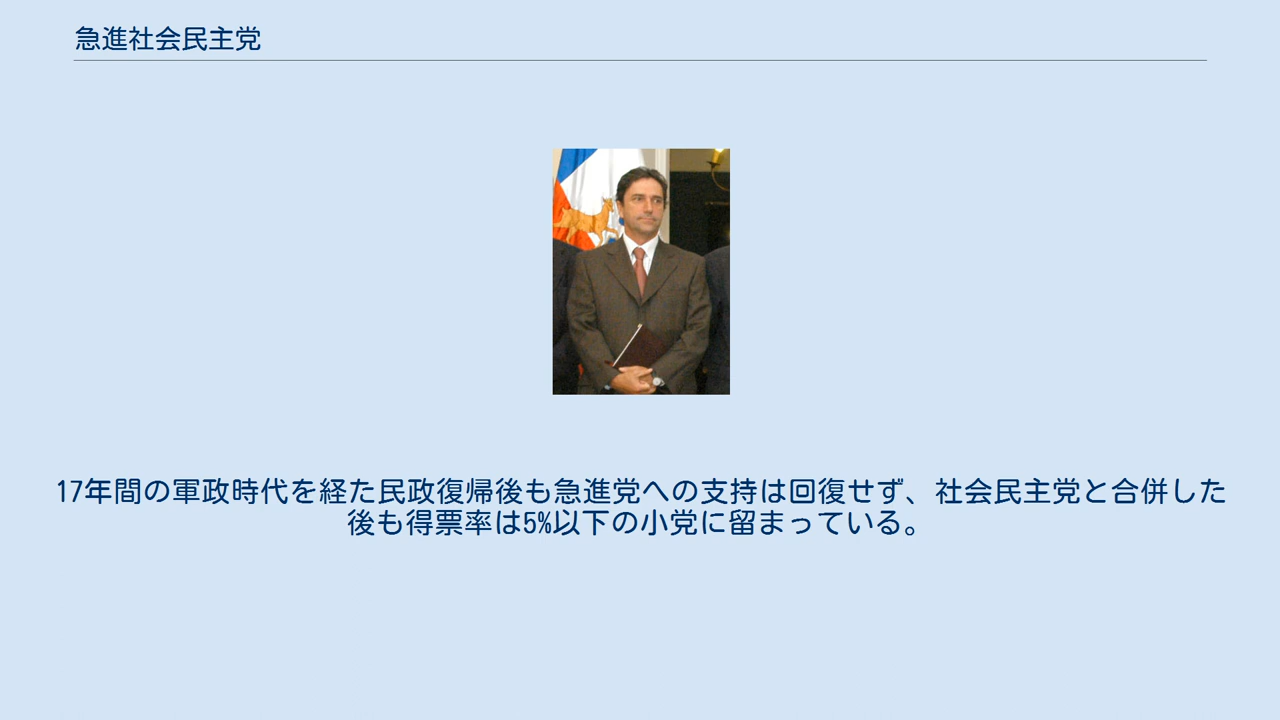 急進社会民主党
17年間の軍政時代を経た民政復帰後も急進党への支持は回復せず、社会民主党と合併した
後も得票率は5%以下の小党に留まっている。